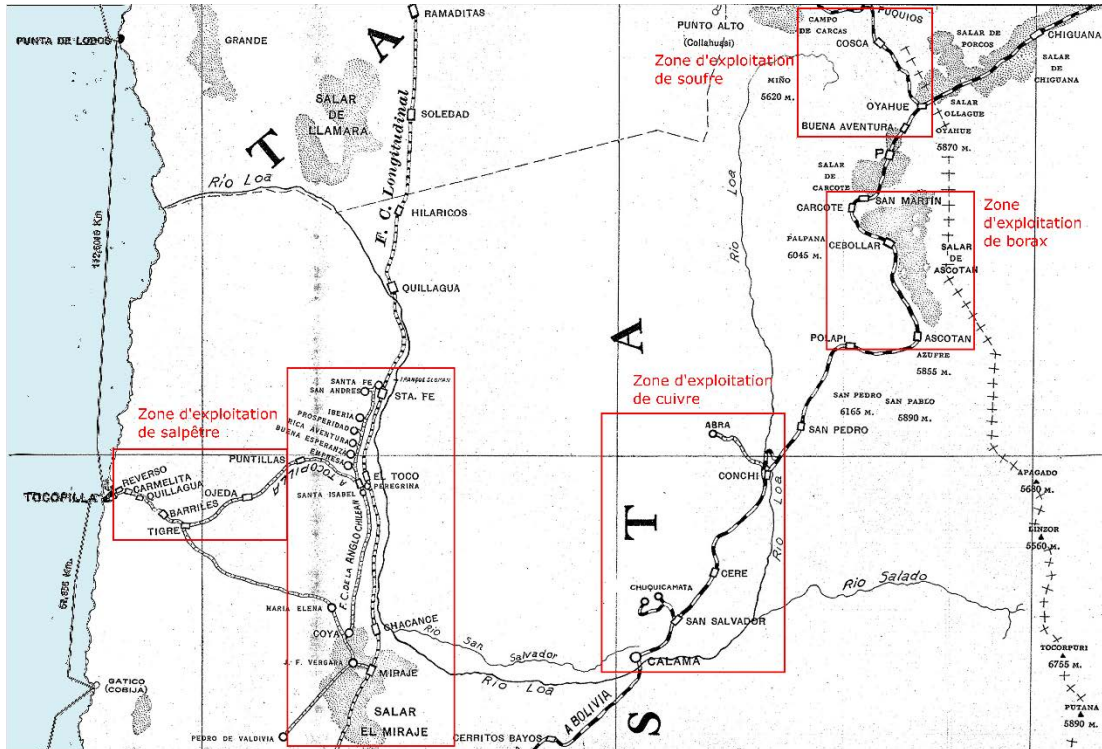 RAMADITAS
PUNTA DE LOBOS
GRANDE
A
T
SALAR
DE
LLAMARA
SOLEDAD
F. C. Longitudinal
Río Loa
HILARICOS
QUILLAGUA
PUNTO ALTO
(Collahuasi)
CAMPO
DE CARCAS
PUQUIOS
COSCA
SALAR DE
PORCOS
CHIGUANA
SALAR
DE
CHIGUANA
Zone d'exploitation
de soufre
MIÑO
5620 M.
OYAHUE
BUENA AVENTURA
SALAR
OLLAGUE
OYAHUE
5870 M.
P
SALAR
DE
CARCOTE
CARCOTE
SAN MARTÍN
Zone
d'exploitation
de borax
PALPANA
6045 M.
CEBOLLAR
SALAR
DE
ASCOTAN
Rio Loa
POLAPI
ASCOTAN
AZUFRE
5855 M.
SAN PEDRO
6165 M.
SAN PABLO
5890 M.
SAN PEDRO
A
Zone d'exploitation
de cuivre
ABRA
CONCHI
Rio Loa
T
CERE
CHUQUICAMATA
SAN SALVADOR
CALAMA
Rio Salado
APAGADO
5680 M.
LINZOR
5560 M.
TOCORPURI
6755 M.
PUTANA
5890 M.
S
A BOLIVIA
CERRITOS BAYOS
Zone d'exploitation
de salpêtre
SANTA FE
SAN ANDRES
STA. FE
IBERIA
PROSPERIDAD
RICA AVENTURA
BUENA ESPERANZA
EMPRESA
EL TOCO
PEREGRINA
SANTA ISABEL
PUNTILLAS
A TOCOPILLA
TOCOPILLA
REVERSO
CARMELITA
QUILLAGUA
BARRILES
OJEDA
TIGRE
F.C. DE LA ANGLO CHILEAN
MARIA ELENA
COYA
CHACANCE
Rio San Salvador
J. F. VERGARA
MIRAJE
Rio Loa
SALAR
EL MIRAJE
PEDRO DE VALDIVIA
GATICO
(COBIJA)